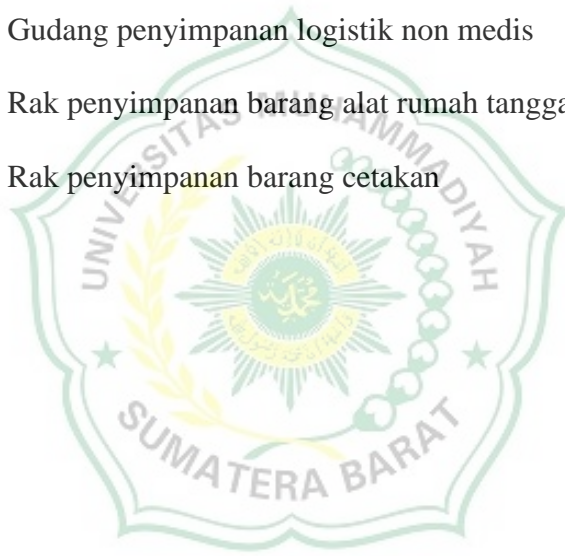 Gudang penyimpanan logistik non medis
Rak penyimpanan barang alat rumah tangga
Rak penyimpanan barang cetakan
UNIVERSITAS MUHAMMADIYAH
SUMATERA BARAT
محمدية